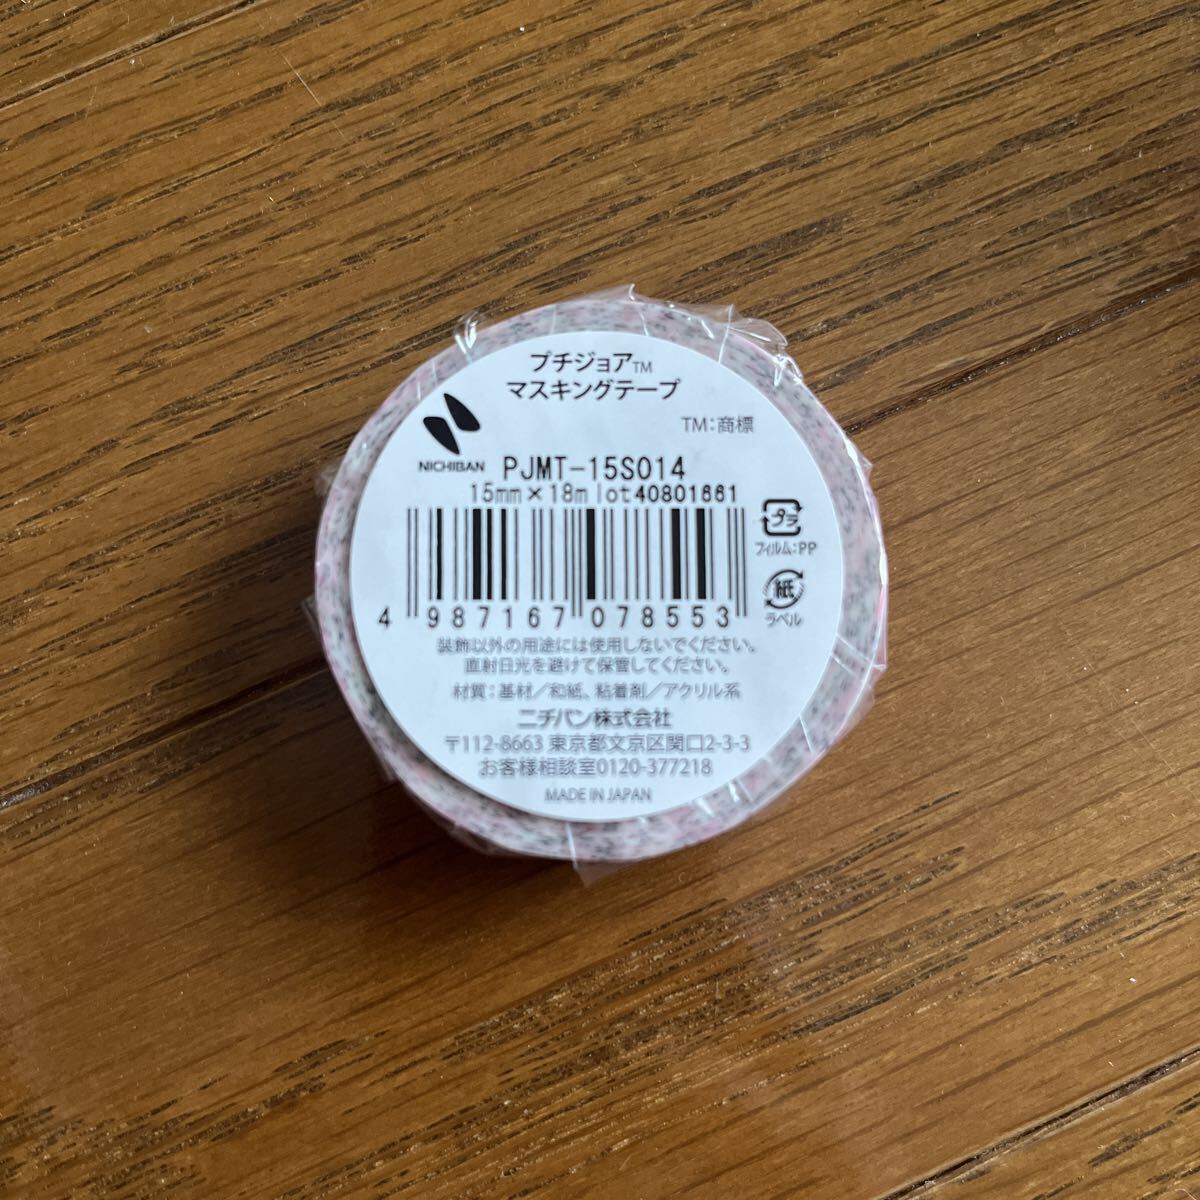 プチジョア™
マスキングテープ
TM：商標
NICHIBAN
PJMT-15S014
15mm×18m lot40801661
4 987167 078553
プラ
フィルム：PP
紙
ラベル
装飾以外の用途には使用しないでください。
直射日光を避けて保管してください。
材質：基材／和紙、粘着剤／アクリル系
ニチバン株式会社
〒112-8663 東京都文京区関口2-3-3
お客様相談室0120-377218
MADE IN JAPAN